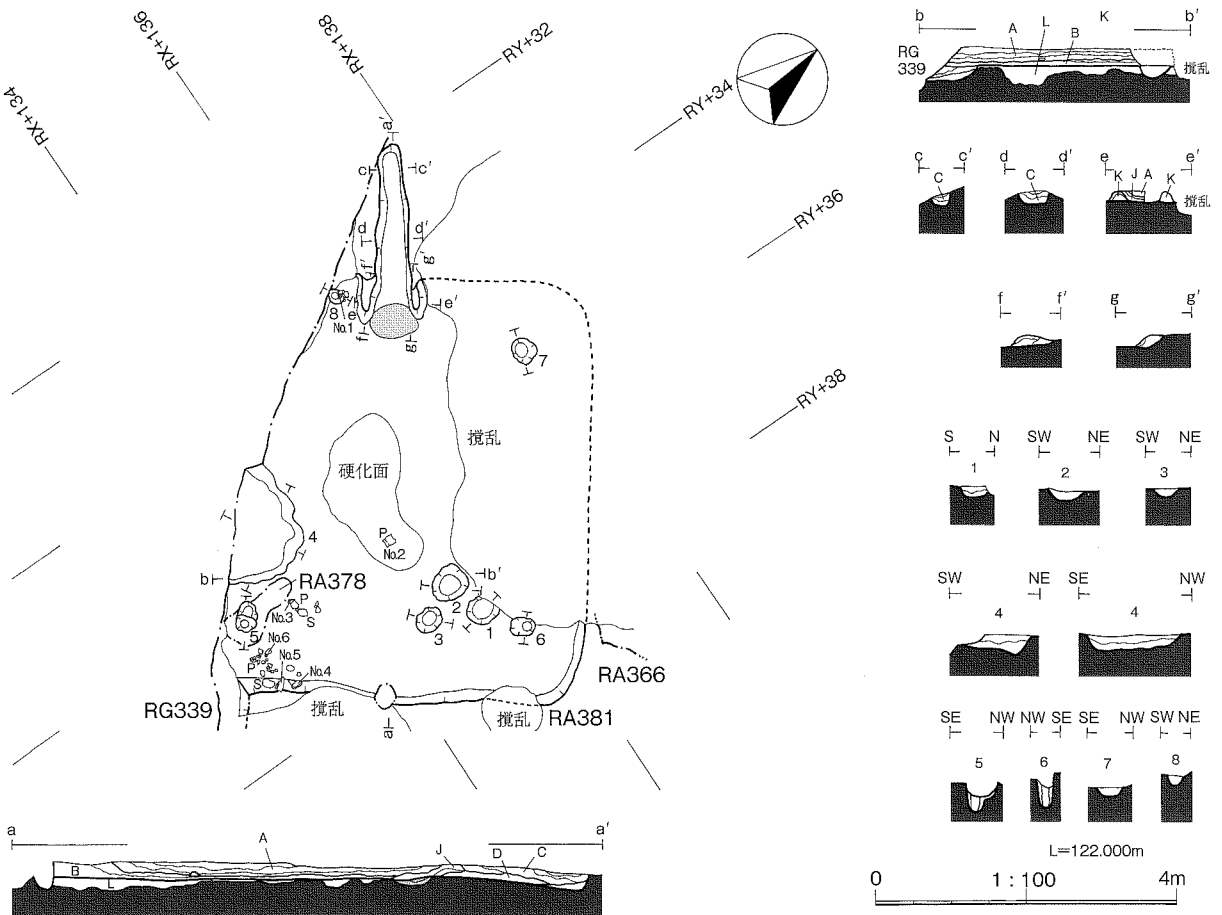 RX+134
RX+136
RX+138
RY+32
RY+34
RY+36
RY+38
a'
c c'
d d'
f' g'
8 e e'
No.1
f g
7
攪乱
硬化面
P
No.2
4
b b'
RA378
No.3 P
S
2
3 1 6
5
No.6
P No.5
S No.4
RG339
攪乱
a
攪乱
RA381
RA366
b K b'
A L B
RG
339
攪乱
c c' d d' e e'
C C K J A K
攪乱
f f' g g'
S N SW NE SW NE
1 2 3
SW NE SE NW
4 4
SE NW NW SE SE NW SW NE
5 6 7 8
L=122.000m
0 1:100 4m
a a'
A J D C
B L